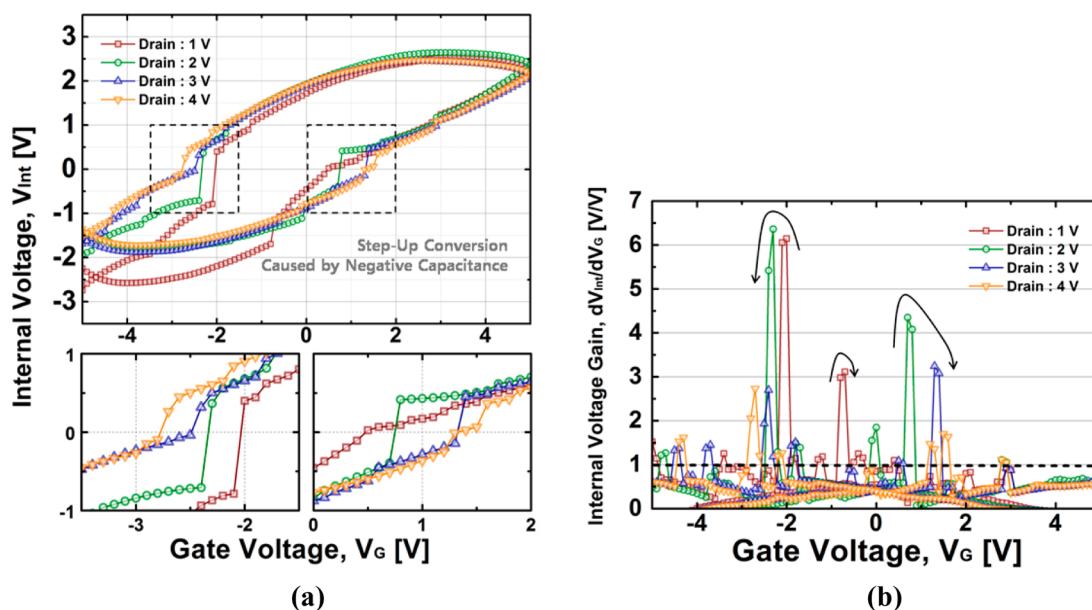 Internal Voltage, VInt [V]
3
2
1
0
-1
-2
-3
Drain : 1 V
Drain : 2 V
Drain : 3 V
Drain : 4 V
Step-Up Conversion
Caused by Negative Capacitance
-4
-2
0
2
4
1
0
-1
-3
-2
0
1
2
Gate Voltage, VG [V]
(a)
Internal Voltage Gain, dVInt/dVG [V/V]
7
6
5
4
3
2
1
0
Drain : 1 V
Drain : 2 V
Drain : 3 V
Drain : 4 V
-4
-2
0
2
4
Gate Voltage, VG [V]
(b)